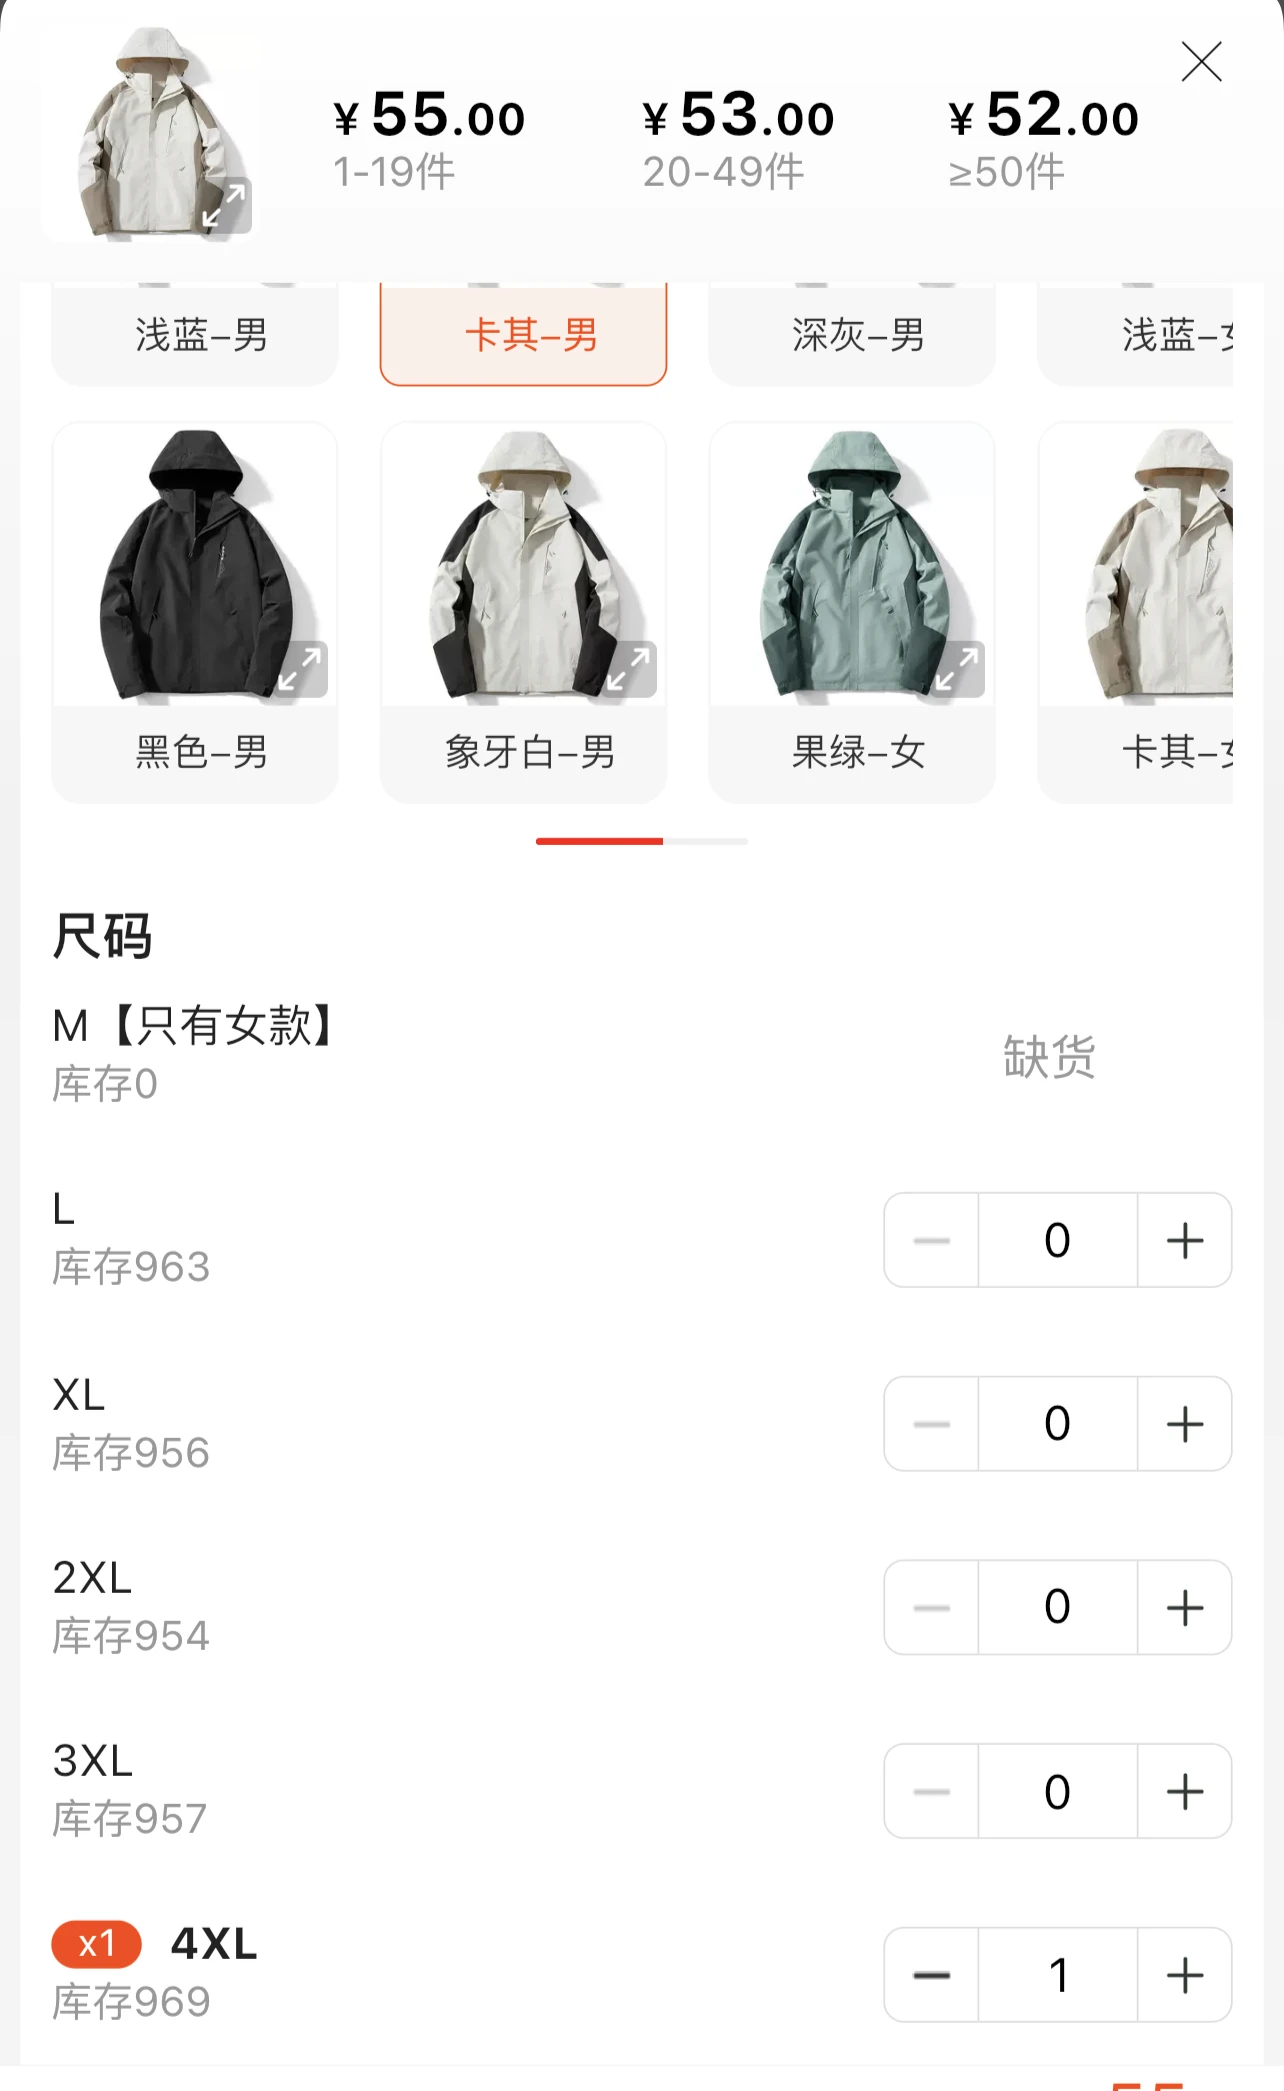 ¥55.00 ¥53.00 ¥52.00
1-19件 20-49件 ≥50件
浅蓝–男 卡其–男 深灰–男 浅蓝–
黑色–男 象牙白–男 果绿–女 卡其–
尺码
M【只有女款】
库存0
缺货
L
库存963
0
XL
库存956
0
2XL
库存954
0
3XL
库存957
0
x1 4XL
库存969
1